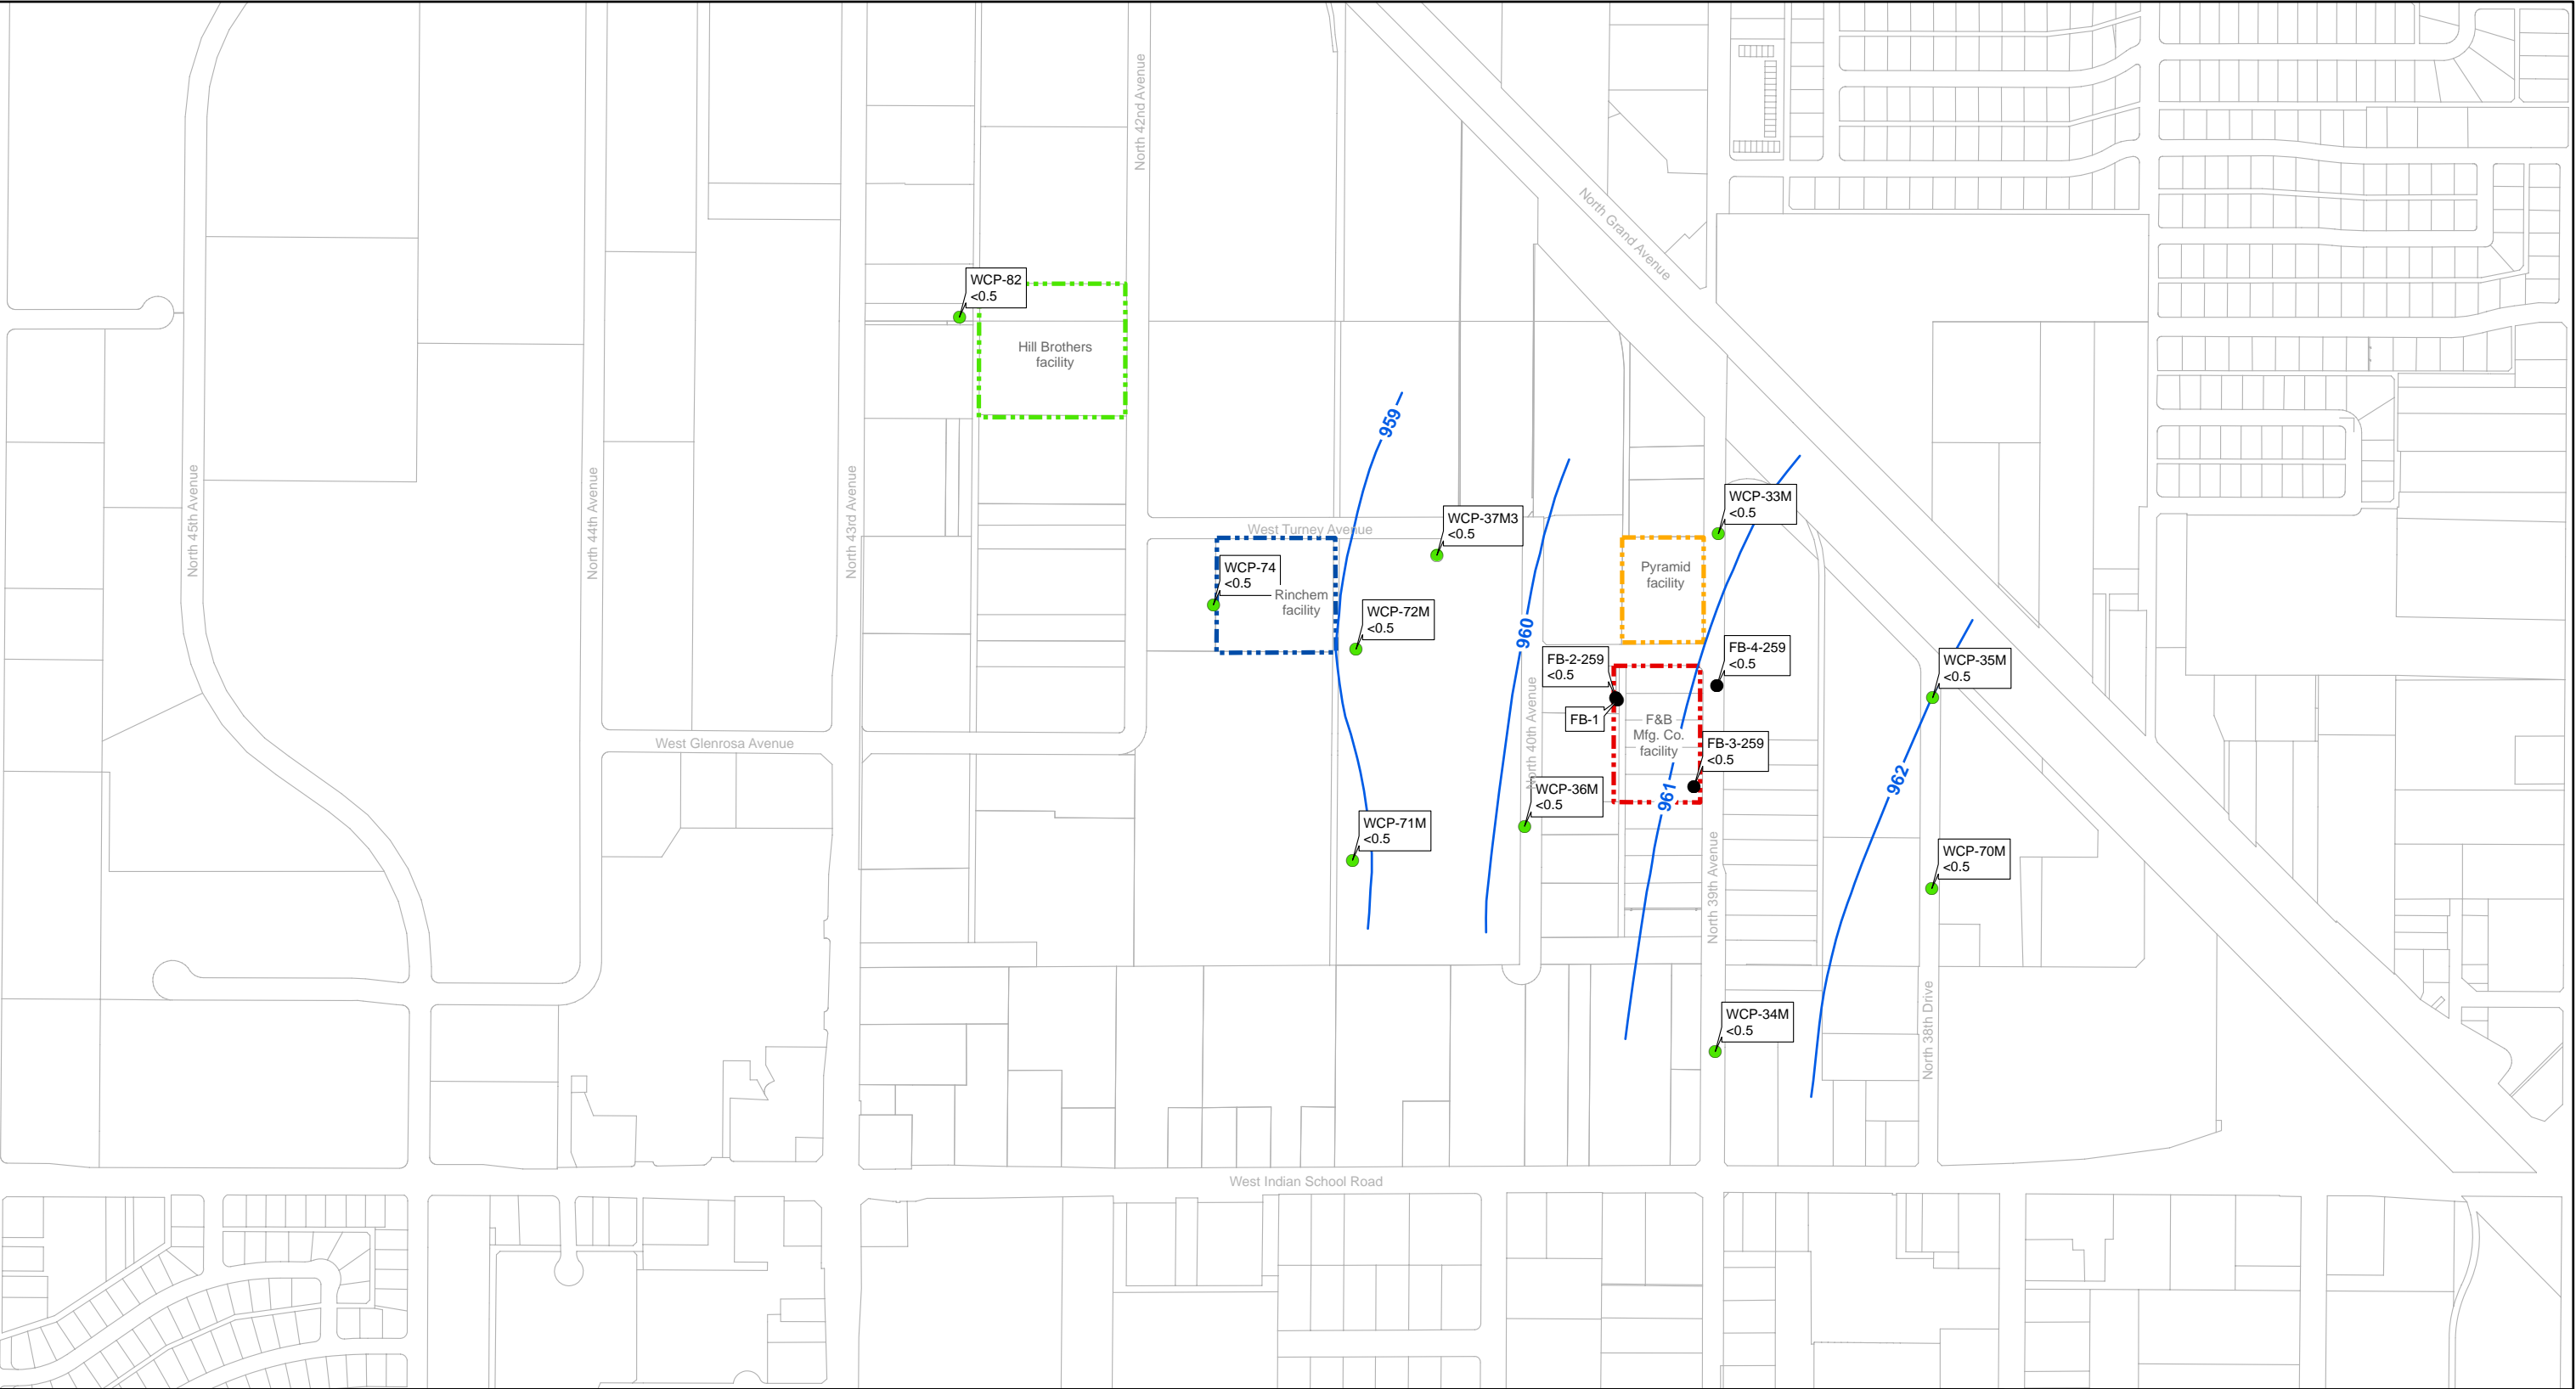 North 42nd Avenue
North Grand Avenue
WCP-82
<0.5
Hill Brothers
facility
959
North 45th Avenue
North 44th Avenue
North 43rd Avenue
WCP-33M
<0.5
WCP-37M3
<0.5
West Turney Avenue
WCP-74
<0.5
Rinchem
facility
Pyramid
facility
WCP-72M
<0.5
960
FB-2-259
<0.5
FB-4-259
<0.5
WCP-35M
<0.5
FB-1
F&B
Mfg. Co.
facility
North 40th Avenue
West Glenrosa Avenue
FB-3-259
<0.5
962
961
WCP-36M
<0.5
WCP-71M
<0.5
North 39th Avenue
WCP-70M
<0.5
WCP-34M
<0.5
North 38th Drive
West Indian School Road